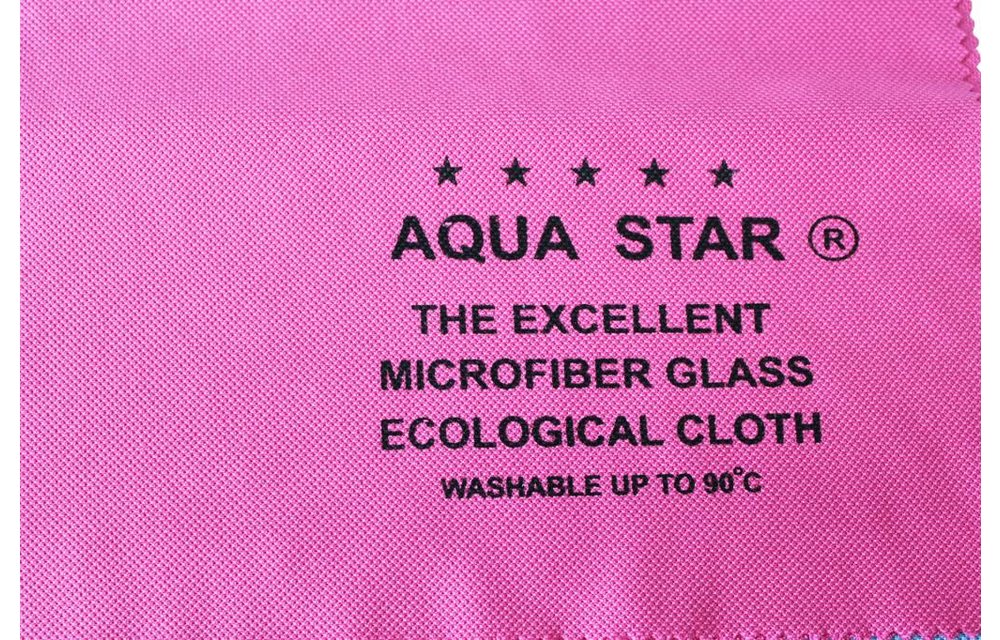 ★ ★ ★ ★ ★
AQUA STAR ®
THE EXCELLENT
MICROFIBER GLASS
ECOLOGICAL CLOTH
WASHABLE UP TO 90°C